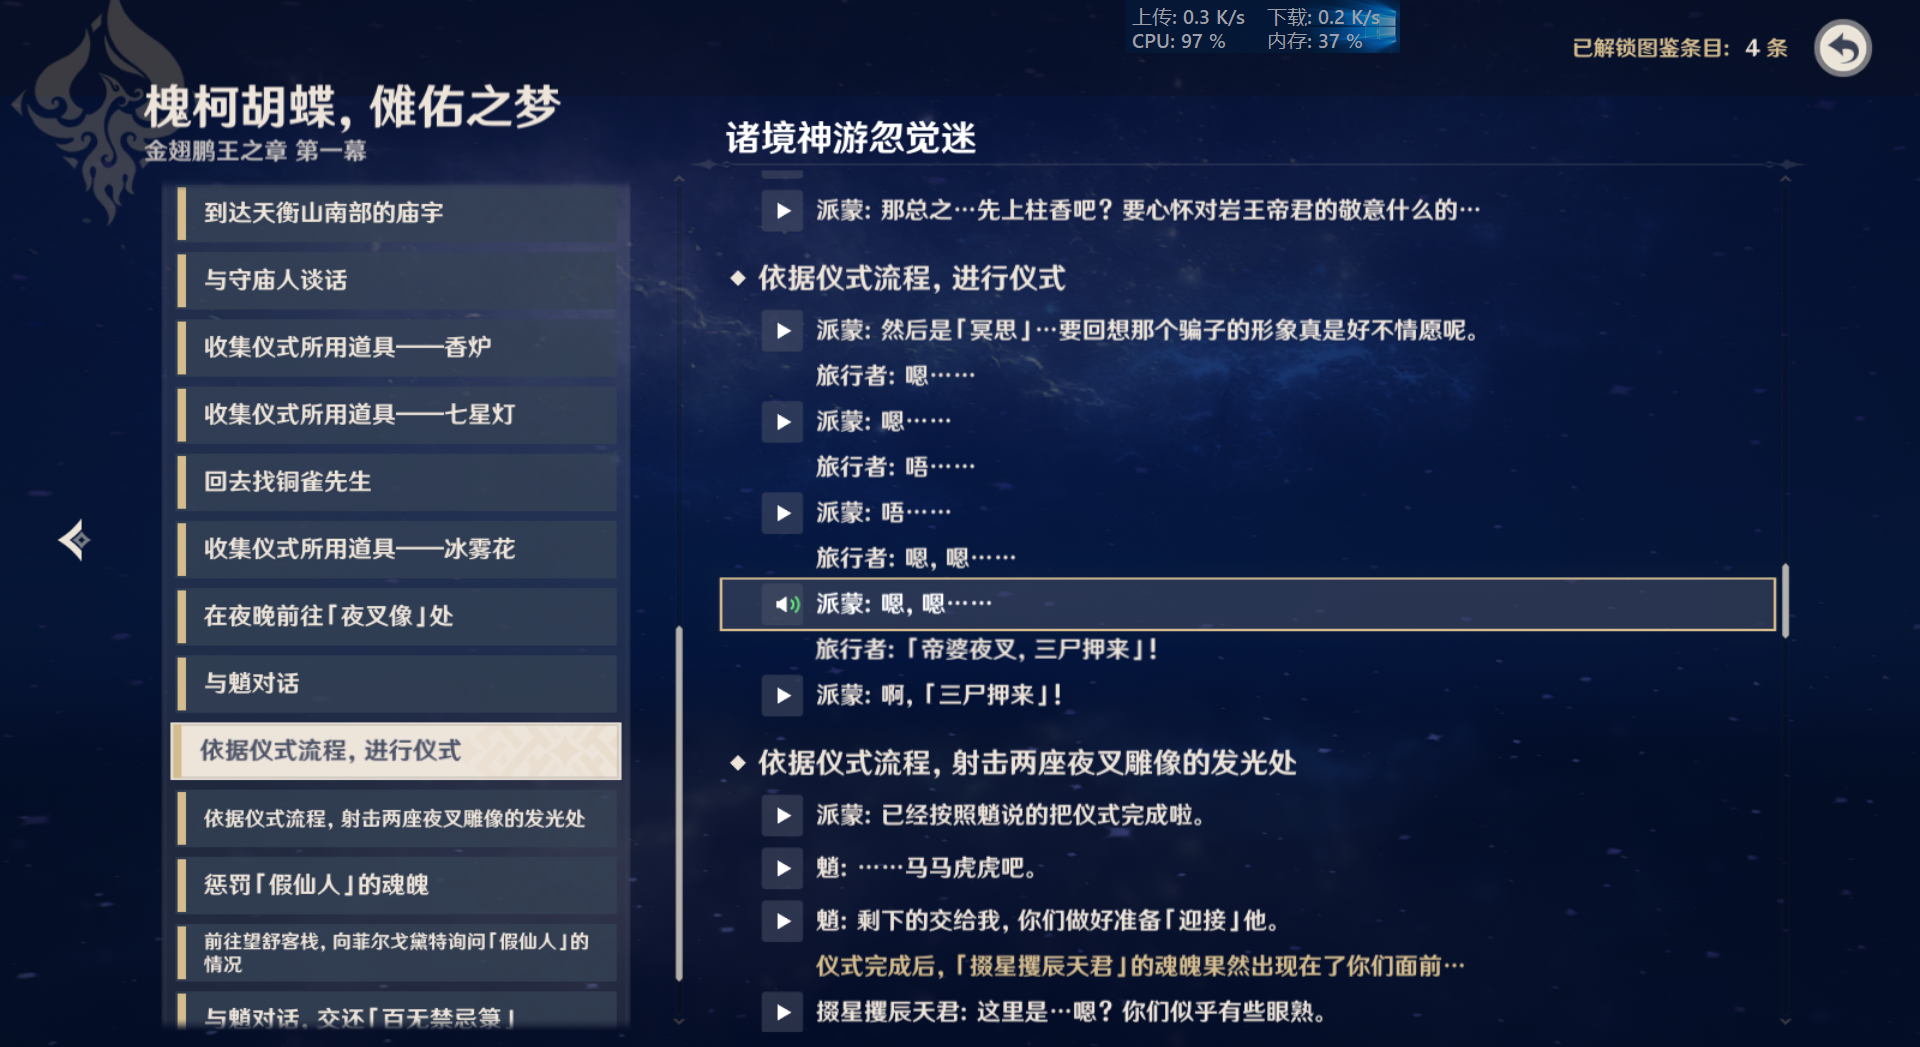 上传: 0.3 K/s 下载: 0.2 K/s
CPU: 97 % 内存: 37 %
已解锁图鉴条目: 4 条
槐柯胡蝶, 傩佑之梦
金翅鹏王之章 第一幕
到达天衡山南部的庙宇
与守庙人谈话
收集仪式所用道具——香炉
收集仪式所用道具——七星灯
回去找铜雀先生
收集仪式所用道具——冰雾花
在夜晚前往「夜叉像」处
与魈对话
依据仪式流程, 进行仪式
依据仪式流程, 射击两座夜叉雕像的发光处
惩罚「假仙人」的魂魄
前往望舒客栈, 向菲尔戈黛特询问「假仙人」的
情况
与魈对话, 交还「百无禁忌箓」
诸境神游忽觉迷
派蒙: 那总之…先上柱香吧? 要心怀对岩王帝君的敬意什么的…
依据仪式流程, 进行仪式
派蒙: 然后是「冥思」…要回想那个骗子的形象真是好不情愿呢。
旅行者: 嗯……
派蒙: 嗯……
旅行者: 唔……
派蒙: 唔……
旅行者: 嗯, 嗯……
派蒙: 嗯, 嗯……
旅行者:「帝婆夜叉, 三尸押来」!
派蒙: 啊,「三尸押来」!
依据仪式流程, 射击两座夜叉雕像的发光处
派蒙: 已经按照魈说的把仪式完成啦。
魈: ……马马虎虎吧。
魈: 剩下的交给我, 你们做好准备「迎接」他。
仪式完成后,「掇星攫辰天君」的魂魄果然出现在了你们面前…
掇星攫辰天君: 这里是…嗯? 你们似乎有些眼熟。